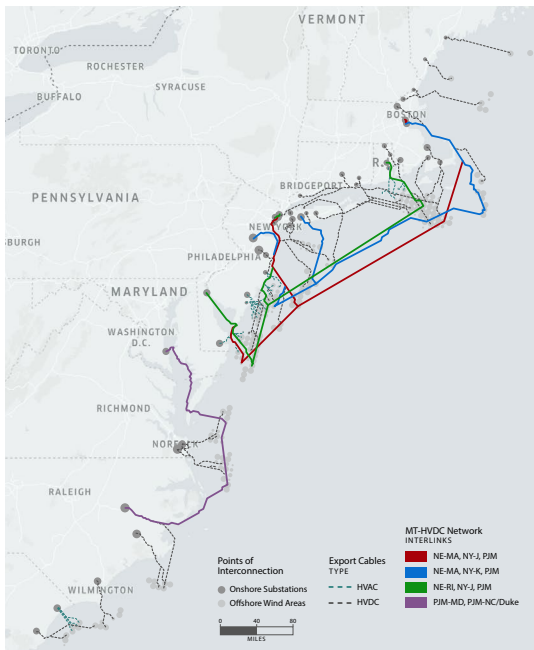 VERMONT
TORONTO
ROCHESTER
SYRACUSE
BUFFALO
BOSTON
R.
BRIDGEPORT
PENNSYLVANIA
NEW YORK
SBURGH
PHILADELPHIA
MARYLAND
WASHINGTON
D.C.
RICHMOND
NORFOLK
RALEIGH
WILMINGTON
MT-HVDC Network
INTERLINKS
NE-MA, NY-J, PJM
NE-MA, NY-K, PJM
NE-RI, NY-J, PJM
PJM-MD, PJM-NC/Duke
Export Cables
TYPE
HVAC
HVDC
Points of
Interconnection
Onshore Substations
Offshore Wind Areas
0 40 80
MILES